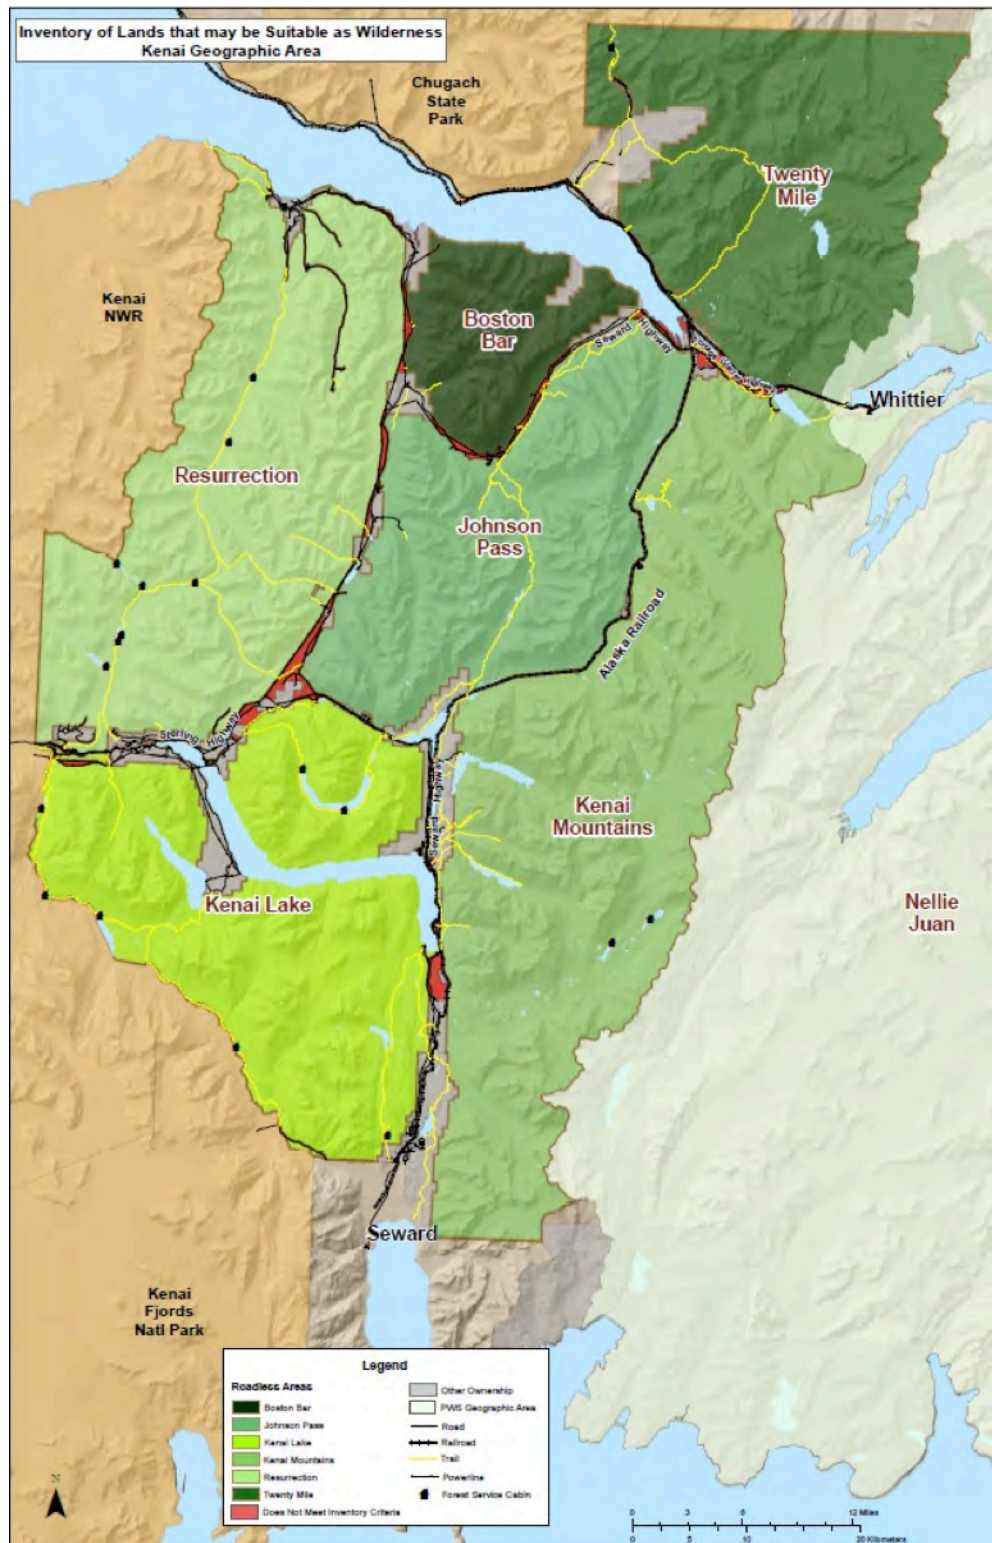 Inventory of Lands that may be Suitable as Wilderness
Kenai Geographic Area
Chugach
State
Park
Twenty
Mile
Kenai
NWR
Boston
Bar
Seward
Highway
Whittier
Resurrection
Johnson
Pass
Alaska Railroad
Sterling
Highway
Seward Highway
Kenai
Mountains
Kenai Lake
Nellie
Juan
Seward
Kenai
Fjords
Natl Park
Legend
Roadless Areas
Boston Bar
Johnson Pass
Kenai Lake
Kenai Mountains
Resurrection
Twenty Mile
Does Not Meet Inventory Criteria
Other Ownership
PWS Geographic Area
Road
Railroad
Trail
Powerline
Forest Service Cabin
N
0 3 6 12 Miles
0 5 10 20 Kilometers